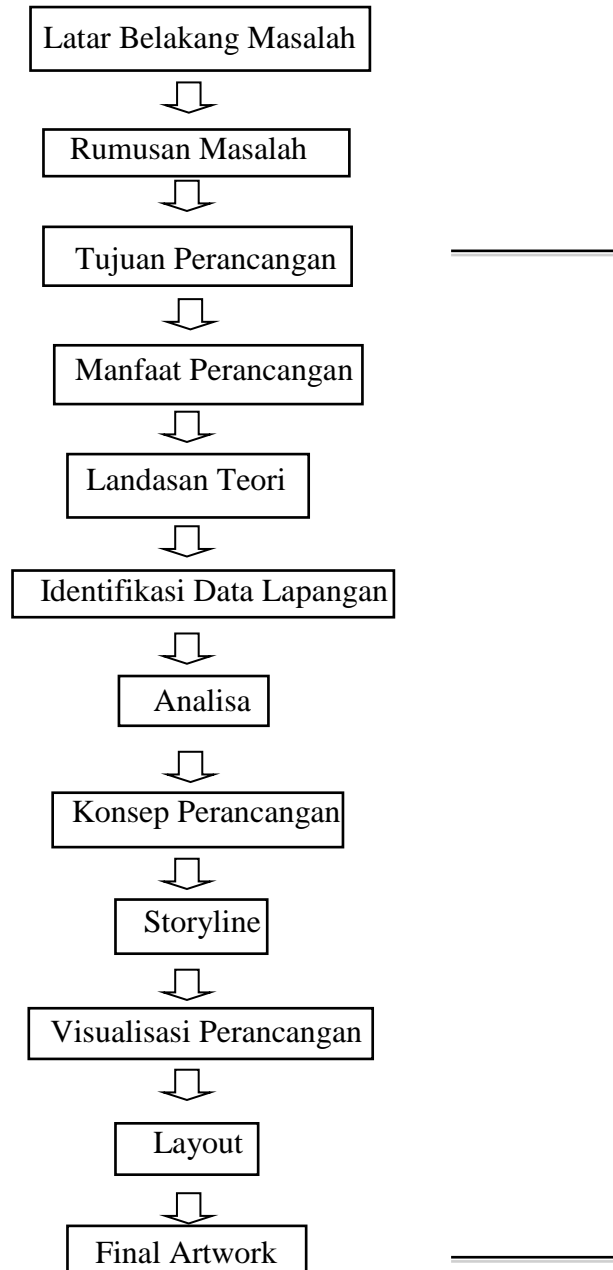 Latar Belakang Masalah
Rumusan Masalah
Tujuan Perancangan
Manfaat Perancangan
Landasan Teori
Identifikasi Data Lapangan
Analisa
Konsep Perancangan
Storyline
Visualisasi Perancangan
Layout
Final Artwork